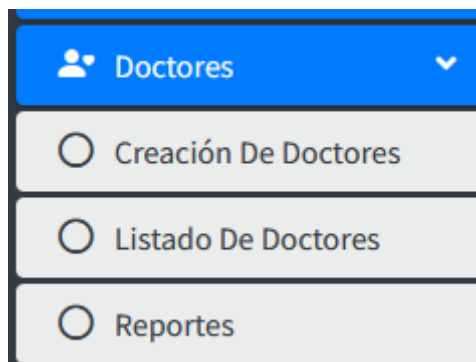 Doctores
Creación De Doctores
Listado De Doctores
Reportes